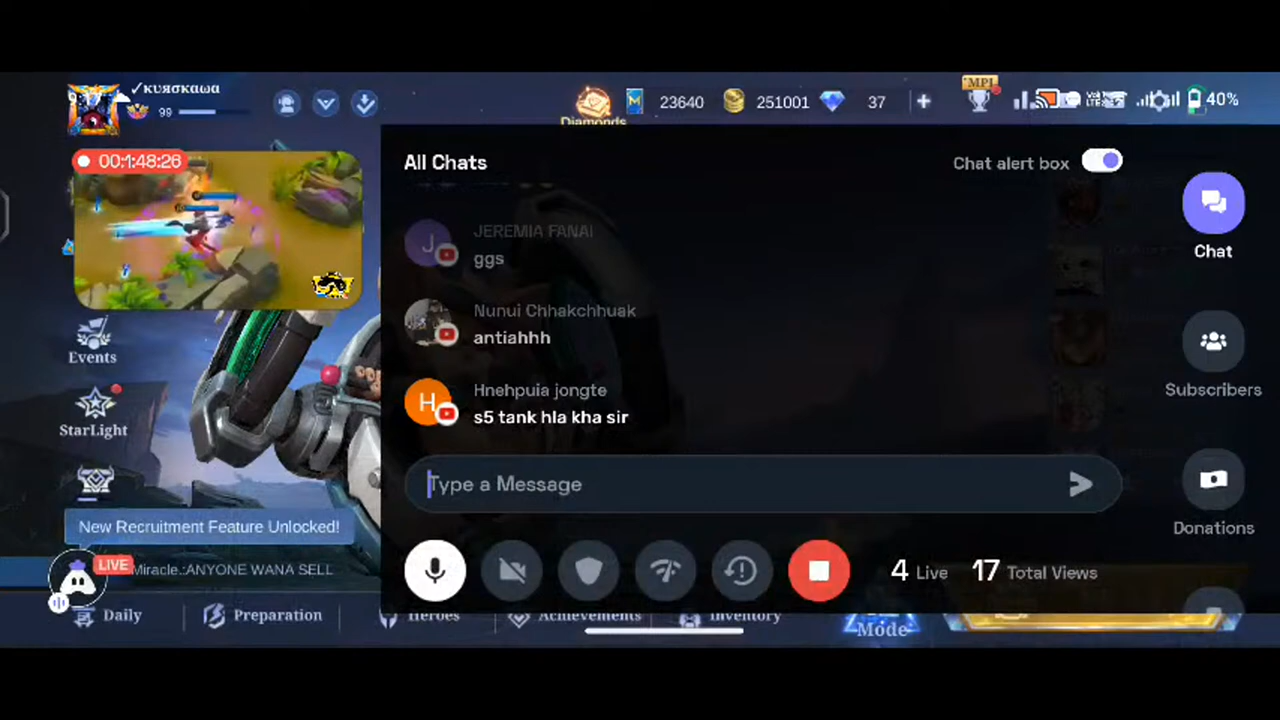 ✓κυяσкαωα
99
23640
251001
37
MPL
40%
Diamonds
00:1:48:26
All Chats
Chat alert box
JEREMIA FANAI
ggs
Nunui Chhakchhuak
antiahhh
Hnehpuia jongte
s5 tank hla kha sir
Type a Message
Chat
Subscribers
Donations
Events
StarLight
New Recruitment Feature Unlocked!
LIVE
Miracle.:ANYONE WANA SELL
4 Live
17 Total Views
Daily
Preparation
Heroes
Achievements
Inventory
Mode